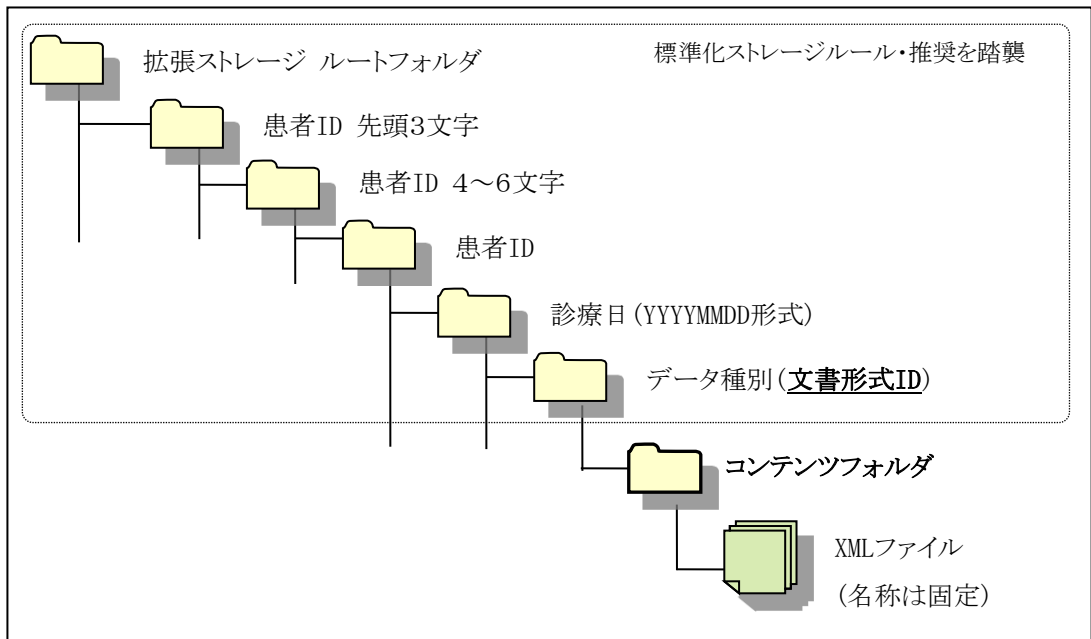 標準化ストレージルール・推奨を踏襲
拡張ストレージ ルートフォルダ
患者ID 先頭3文字
患者ID 4～6文字
患者ID
診療日(YYYYMMDD形式)
データ種別(文書形式ID)
コンテンツフォルダ
XMLファイル
(名称は固定)